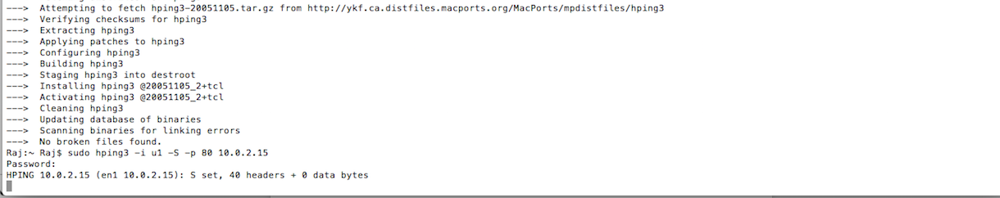 ---> Attempting to fetch hping3-20051105.tar.gz from http://ykf.ca.distfiles.macports.org/MacPorts/mpdistfiles/hping3
---> Verifying checksums for hping3
---> Extracting hping3
---> Applying patches to hping3
---> Configuring hping3
---> Building hping3
---> Staging hping3 into destroot
---> Installing hping3 @20051105_2+tcl
---> Activating hping3 @20051105_2+tcl
---> Cleaning hping3
---> Updating database of binaries
---> Scanning binaries for linking errors
---> No broken files found.
Raj:~ Raj$ sudo hping3 -i u1 -S -p 80 10.0.2.15
Password:
HPING 10.0.2.15 (en1 10.0.2.15): S set, 40 headers + 0 data bytes